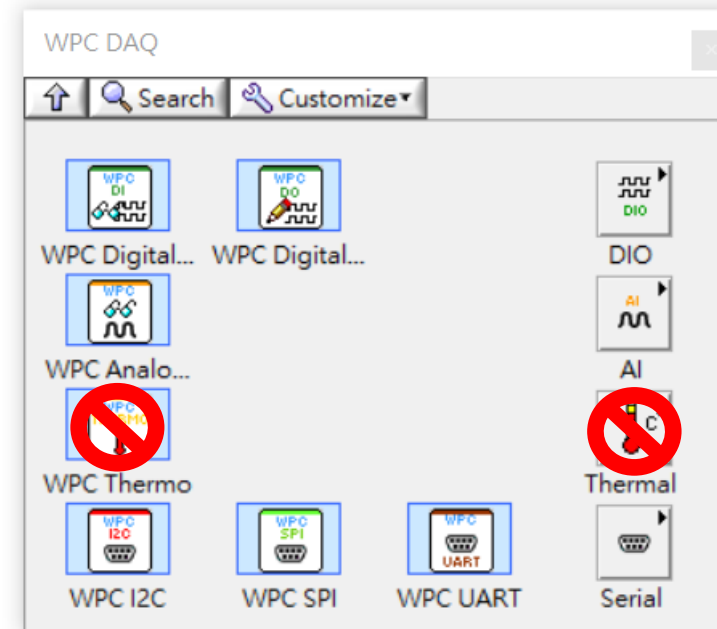 WPC DAQ
Search Customize
WPC DI WPC DO DIO
WPC Digital... WPC Digital... DIO
WPC AI
WPC Analo... AI
WPC C
WPC Thermo Thermal
WPC I2C WPC SPI WPC UART
WPC I2C WPC SPI WPC UART Serial